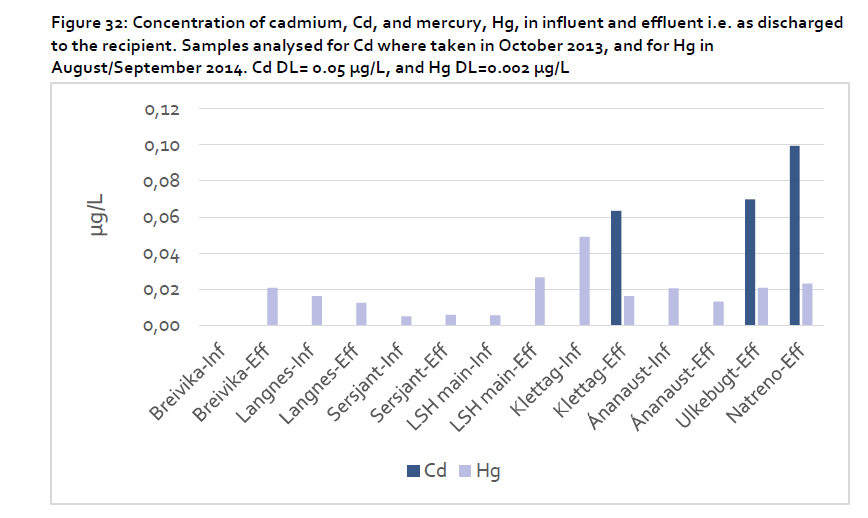 Figure 32: Concentration of cadmium, Cd, and mercury, Hg, in influent and effluent i.e. as discharged
to the recipient. Samples analysed for Cd where taken in October 2013, and for Hg in
August/September 2014. Cd DL= 0.05 µg/L, and Hg DL=0.002 µg/L
0,12
0,10
0,08
0,06
0,04
0,02
0,00
µg/L
Breivika-Inf
Breivika-Eff
Langnes-Inf
Langnes-Eff
Sersjant-Inf
Sersjant-Eff
LSH main-Inf
LSH main-Eff
Klettag-Inf
Klettag-Eff
Ánanaust-Inf
Ánanaust-Eff
Ulkebugt-Eff
Natreno-Eff
Cd Hg